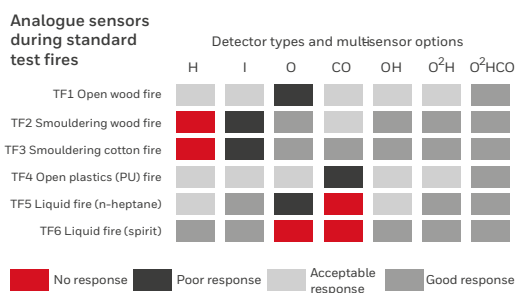 Analogue sensors
during standard
test fires
Detector types and multisensor options
H I O CO OH O²H O²HCO
TF1 Open wood fire
TF2 Smouldering wood fire
TF3 Smouldering cotton fire
TF4 Open plastics (PU) fire
TF5 Liquid fire (n-heptane)
TF6 Liquid fire (spirit)
No response
Poor response
Acceptable
response
Good response